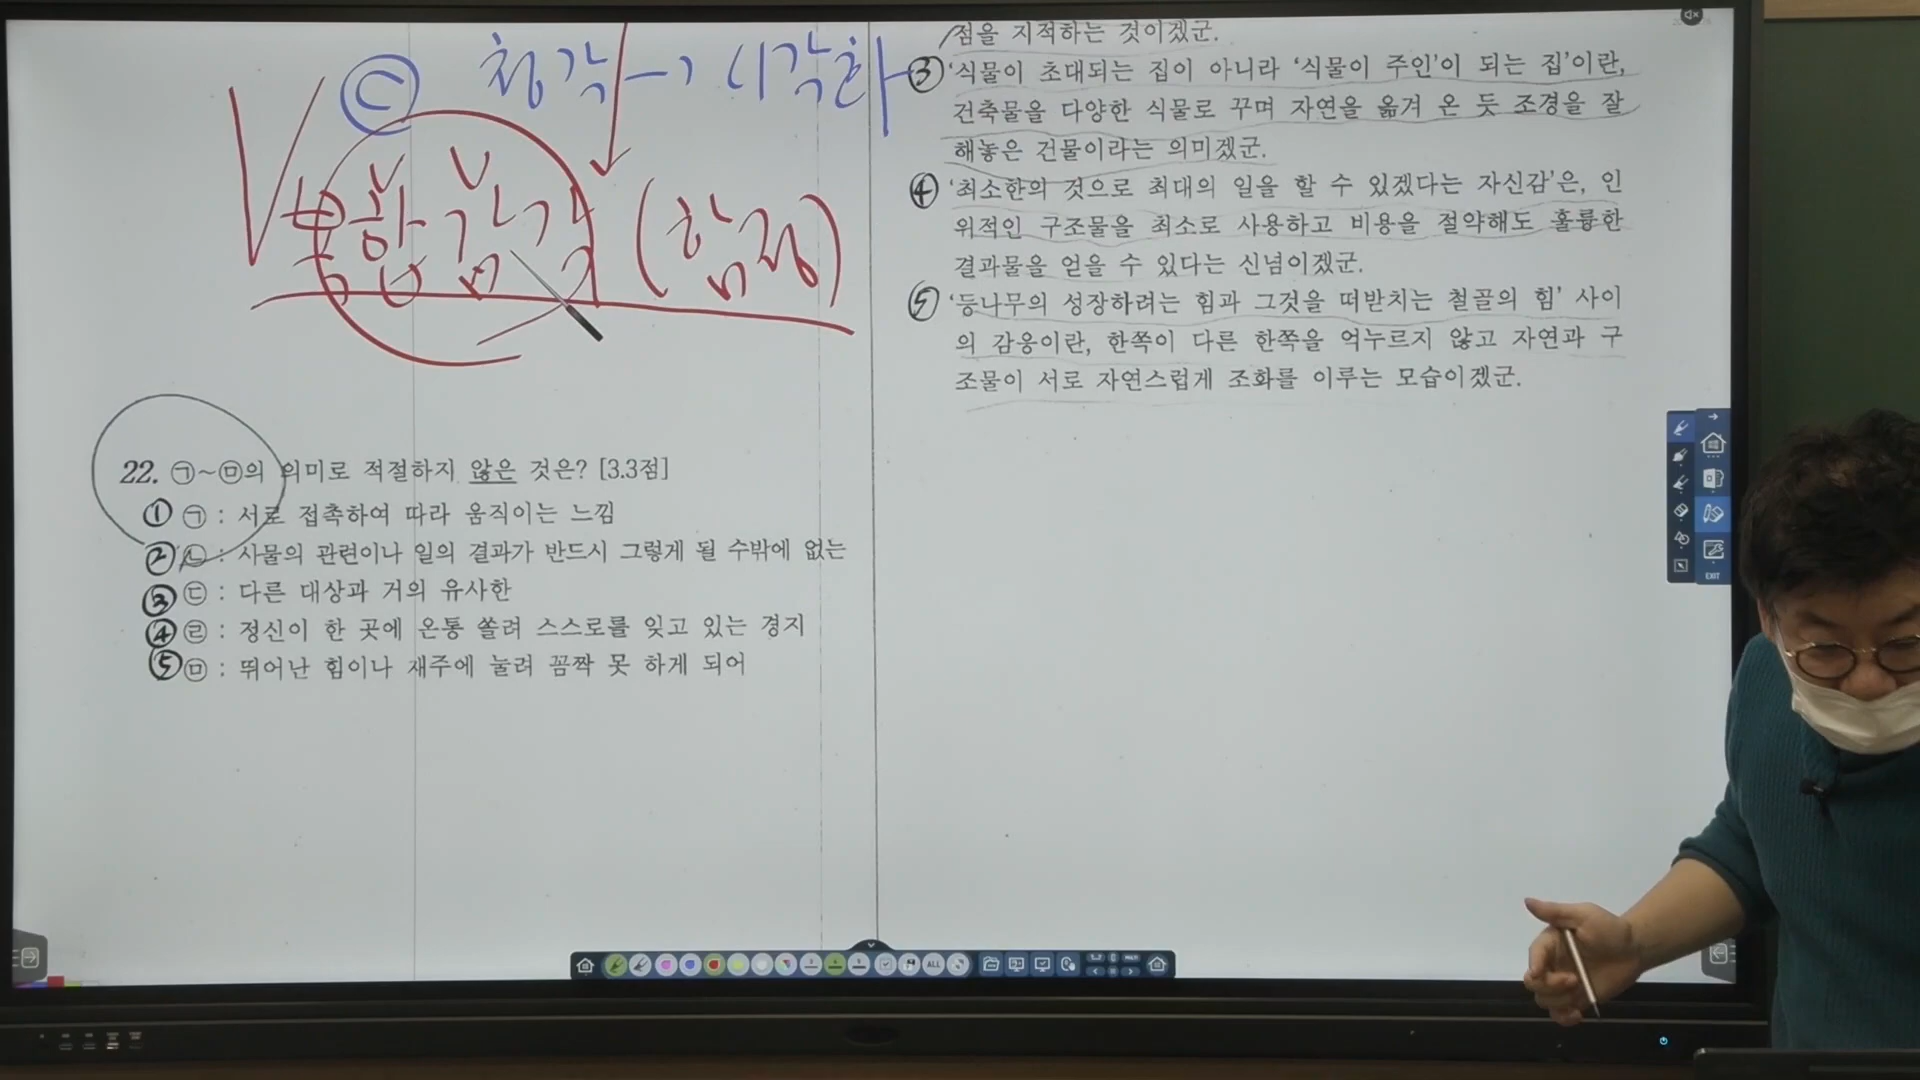 ⓒ 청각→시각화
복합 감각 (함정)
22. ㉠~㉤의 의미로 적절하지 않은 것은? [3.3점]
① ㉠ : 서로 접촉하여 따라 움직이는 느낌
② ㉡ : 사물의 관련이나 일의 결과가 반드시 그렇게 될 수밖에 없는
③ ㉢ : 다른 대상과 거의 유사한
④ ㉣ : 정신이 한 곳에 온통 쏠려 스스로를 잊고 있는 경지
⑤ ㉤ : 뛰어난 힘이나 재주에 눌려 꼼짝 못 하게 되어
점을 지적하는 것이겠군.
③ ‘식물이 초대되는 집이 아니라 ‘식물이 주인’이 되는 집’이란,
건축물을 다양한 식물로 꾸며 자연을 옮겨 온 듯 조경을 잘
해놓은 건물이라는 의미겠군.
④ ‘최소한의 것으로 최대의 일을 할 수 있겠다는 자신감’은, 인
위적인 구조물을 최소로 사용하고 비용을 절약해도 훌륭한
결과물을 얻을 수 있다는 신념이겠군.
⑤ ‘등나무의 성장하려는 힘과 그것을 떠받치는 철골의 힘’ 사이
의 감응이란, 한쪽이 다른 한쪽을 억누르지 않고 자연과 구
조물이 서로 자연스럽게 조화를 이루는 모습이겠군.
EXIT
ALL